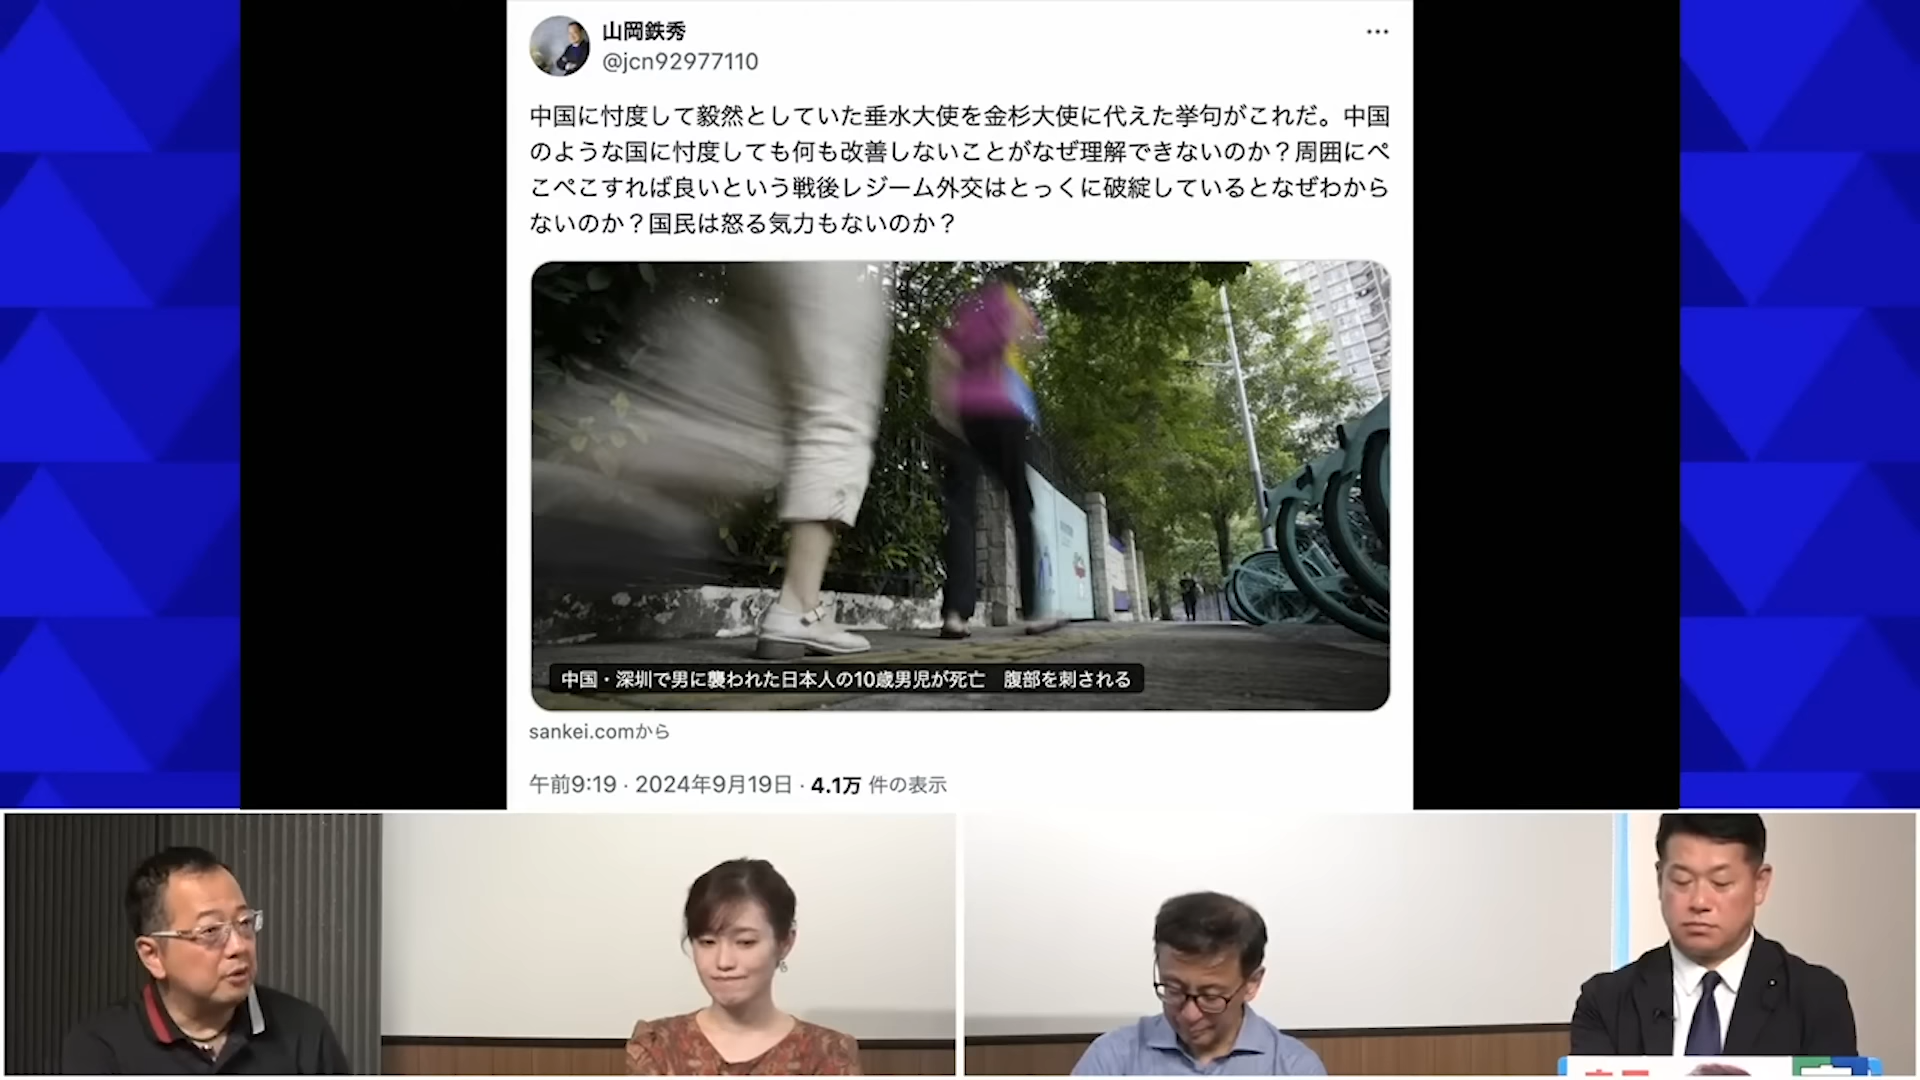 山岡鉄秀
@jcn92977110
中国に忖度して毅然としていた垂水大使を金杉大使に代えた挙句がこれだ。中国
のような国に忖度しても何も改善しないことがなぜ理解できないのか？周囲にペ
こぺこすれば良いという戦後レジーム外交はとっくに破綻しているとなぜわから
ないのか？国民は怒る気力もないのか？
中国・深圳で男に襲われた日本人の10歳男児が死亡　腹部を刺される
sankei.comから
午前9:19 · 2024年9月19日 · 4.1万 件の表示